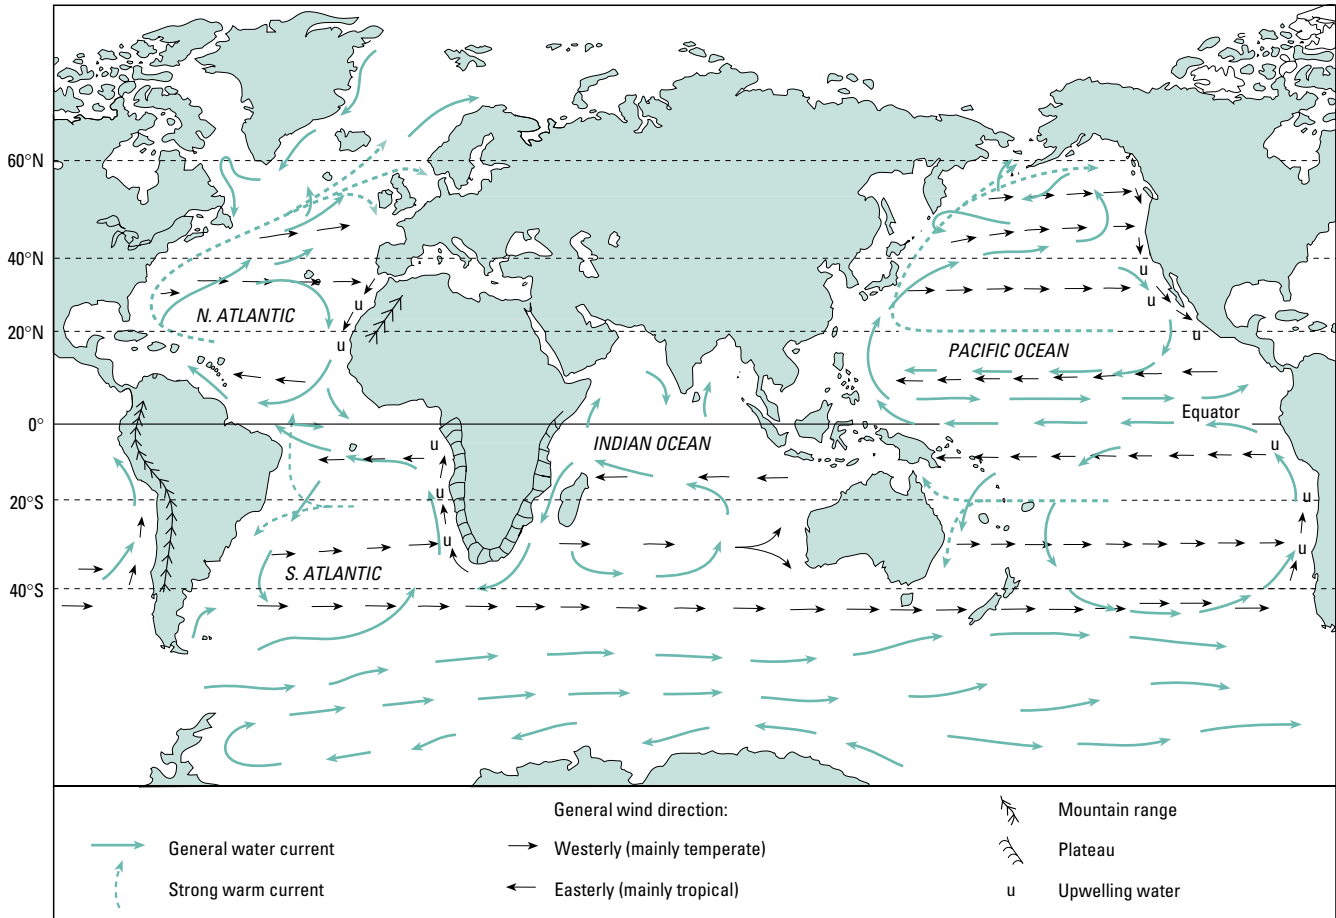 60°N
40°N
u
u
u
N. ATLANTIC
u
20°N
u
u
PACIFIC OCEAN
Equator
0°
u
INDIAN OCEAN
u
u
20°S
u
u
u
S. ATLANTIC
40°S
General wind direction:
Mountain range
General water current
Westerly (mainly temperate)
Plateau
Strong warm current
Easterly (mainly tropical)
u
Upwelling water